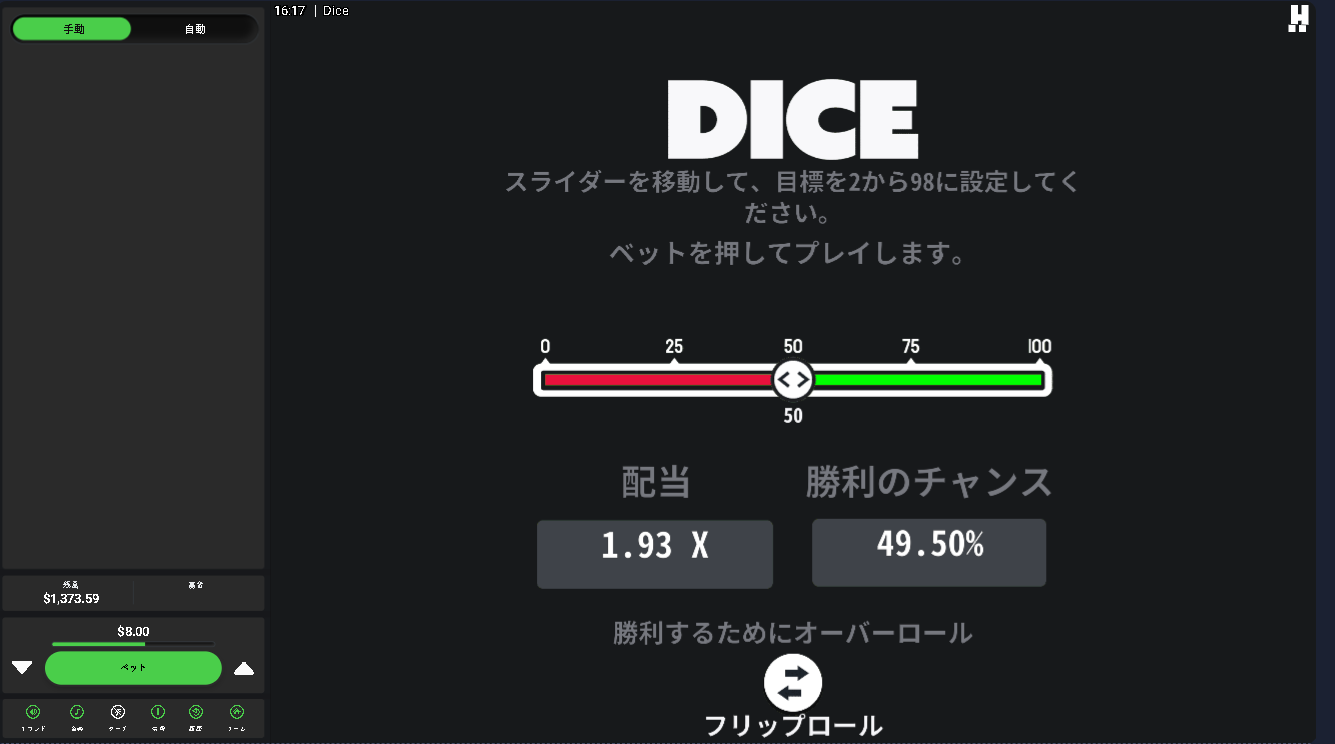 手動
自動
16:17 | Dice
DICE
スライダーを移動して、目標を2から98に設定してく
ださい。
ベットを押してプレイします。
0 25 50 75 100
50
配当
勝利のチャンス
1.93 X
49.50%
勝利するためにオーバーロール
フリップロール
残高
$1,373.59
$8.00
ベット